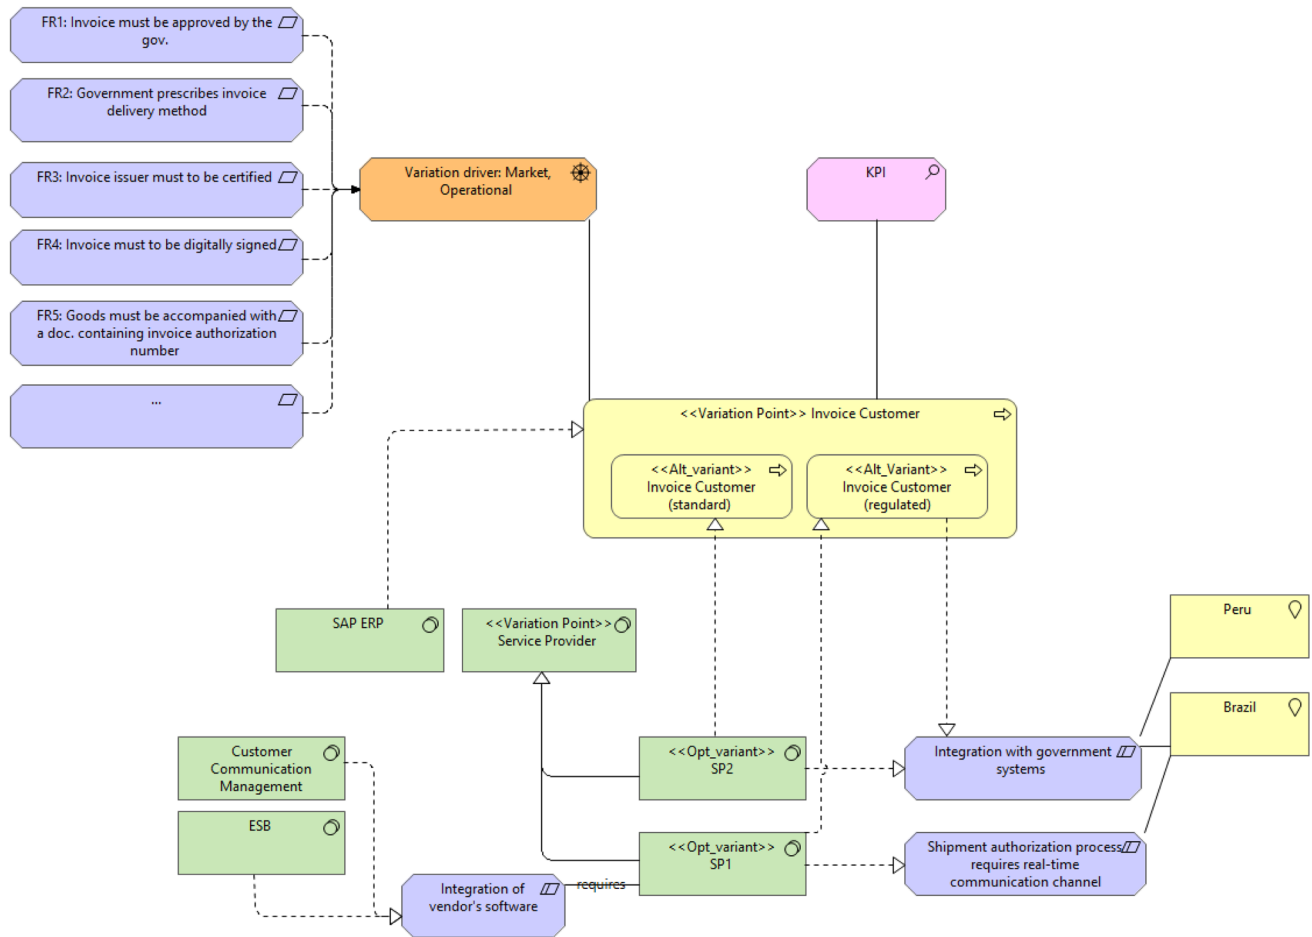 FR1: Invoice must be approved by the
gov.
FR2: Government prescribes invoice
delivery method
FR3: Invoice issuer must to be certified
FR4: Invoice must to be digitally signed
FR5: Goods must be accompanied with
a doc. containing invoice authorization
number
...
Variation driver: Market,
Operational
KPI
<<Variation Point>> Invoice Customer
<<Alt_variant>>
Invoice Customer
(standard)
<<Alt_Variant>>
Invoice Customer
(regulated)
SAP ERP
<<Variation Point>>
Service Provider
Peru
Brazil
Customer
Communication
Management
<<Opt_variant>>
SP2
Integration with government
systems
ESB
<<Opt_variant>>
SP1
Shipment authorization process
requires real-time
communication channel
Integration of
vendor's software
requires